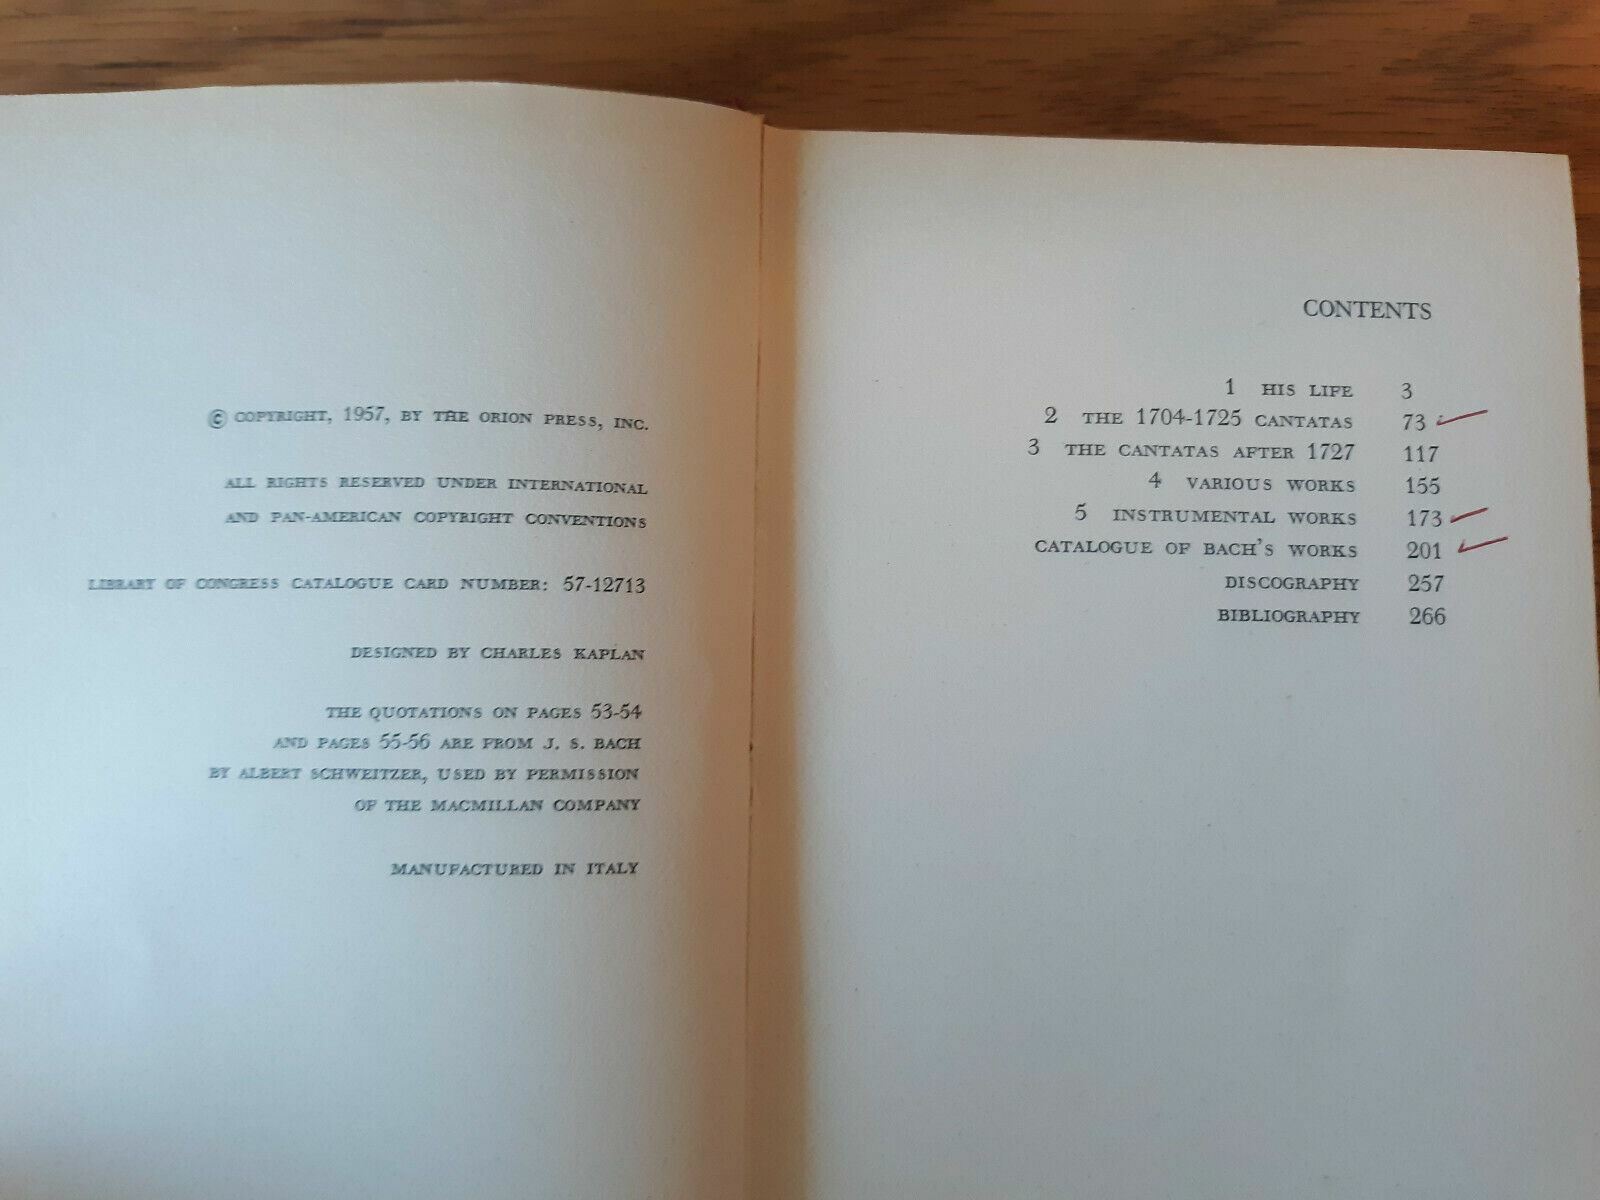 © COPYRIGHT, 1957, BY THE ORION PRESS, INC.
ALL RIGHTS RESERVED UNDER INTERNATIONAL
AND PAN-AMERICAN COPYRIGHT CONVENTIONS
LIBRARY OF CONGRESS CATALOGUE CARD NUMBER: 57-12713
DESIGNED BY CHARLES KAPLAN
THE QUOTATIONS ON PAGES 53-54
AND PAGES 55-56 ARE FROM J. S. BACH
BY ALBERT SCHWEITZER, USED BY PERMISSION
OF THE MACMILLAN COMPANY
MANUFACTURED IN ITALY
CONTENTS
1 HIS LIFE 3
2 THE 1704-1725 CANTATAS 73
3 THE CANTATAS AFTER 1727 117
4 VARIOUS WORKS 155
5 INSTRUMENTAL WORKS 173
CATALOGUE OF BACH'S WORKS 201
DISCOGRAPHY 257
BIBLIOGRAPHY 266